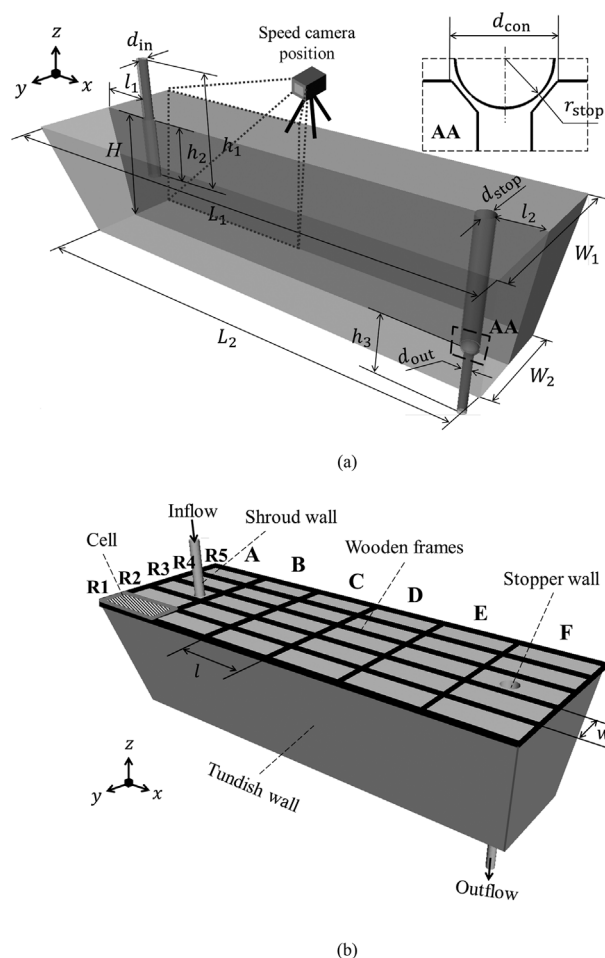 z
y
x
d_in
l_1
Speed camera
position
d_con
r_stop
AA
H
h_2
h_1
L_1
d_stop
l_2
W_1
L_2
h_3
AA
d_out
W_2
(a)
Inflow
Shroud wall
Cell
Wooden frames
Stopper wall
R1 R2 R3 R4 R5 A B C D E F
l
w
z
y
x
Tundish wall
Outflow
(b)